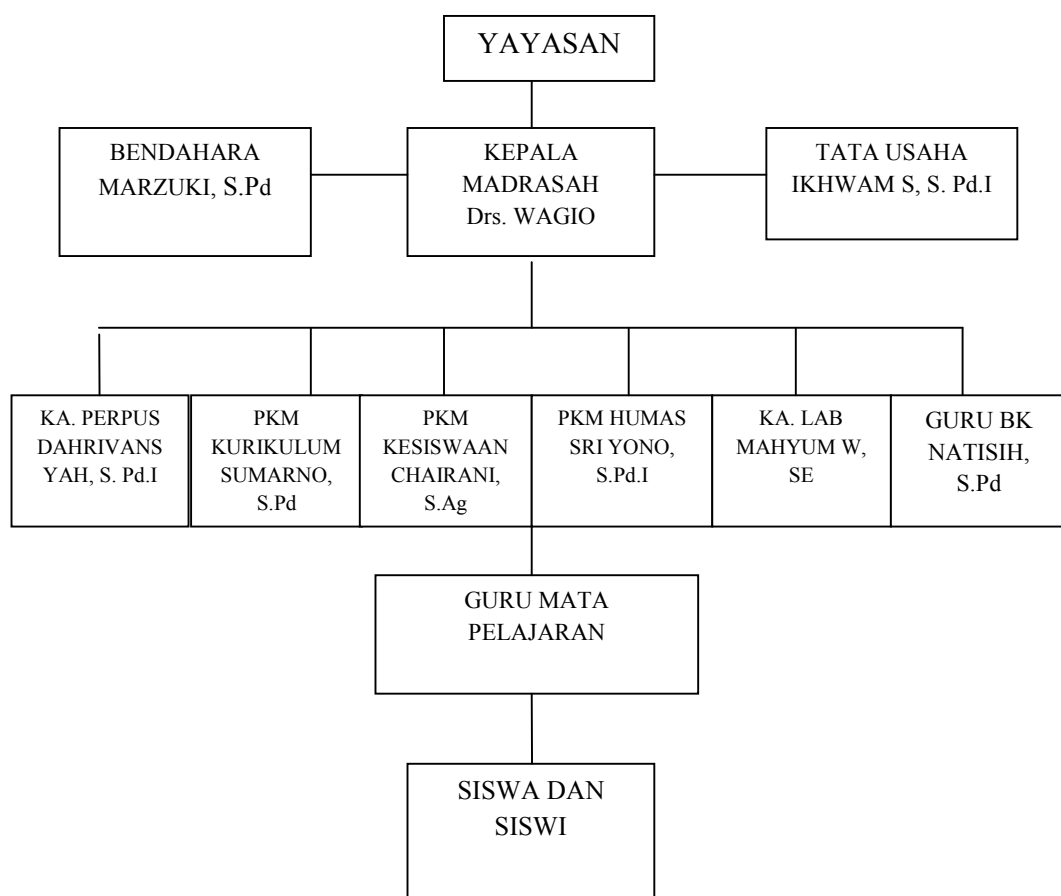 YAYASAN
BENDAHARA
MARZUKI, S.Pd
KEPALA
MADRASAH
Drs. WAGIO
TATA USAHA
IKHWAM S, S. Pd.I
KA. PERPUS
DAHRIVANS
YAH, S. Pd.I
PKM
KURIKULUM
SUMARNO,
S.Pd
PKM
KESISWAAN
CHAIRANI,
S.Ag
PKM HUMAS
SRI YONO,
S.Pd.I
KA. LAB
MAHYUM W,
SE
GURU BK
NATISIH,
S.Pd
GURU MATA
PELAJARAN
SISWA DAN
SISWI